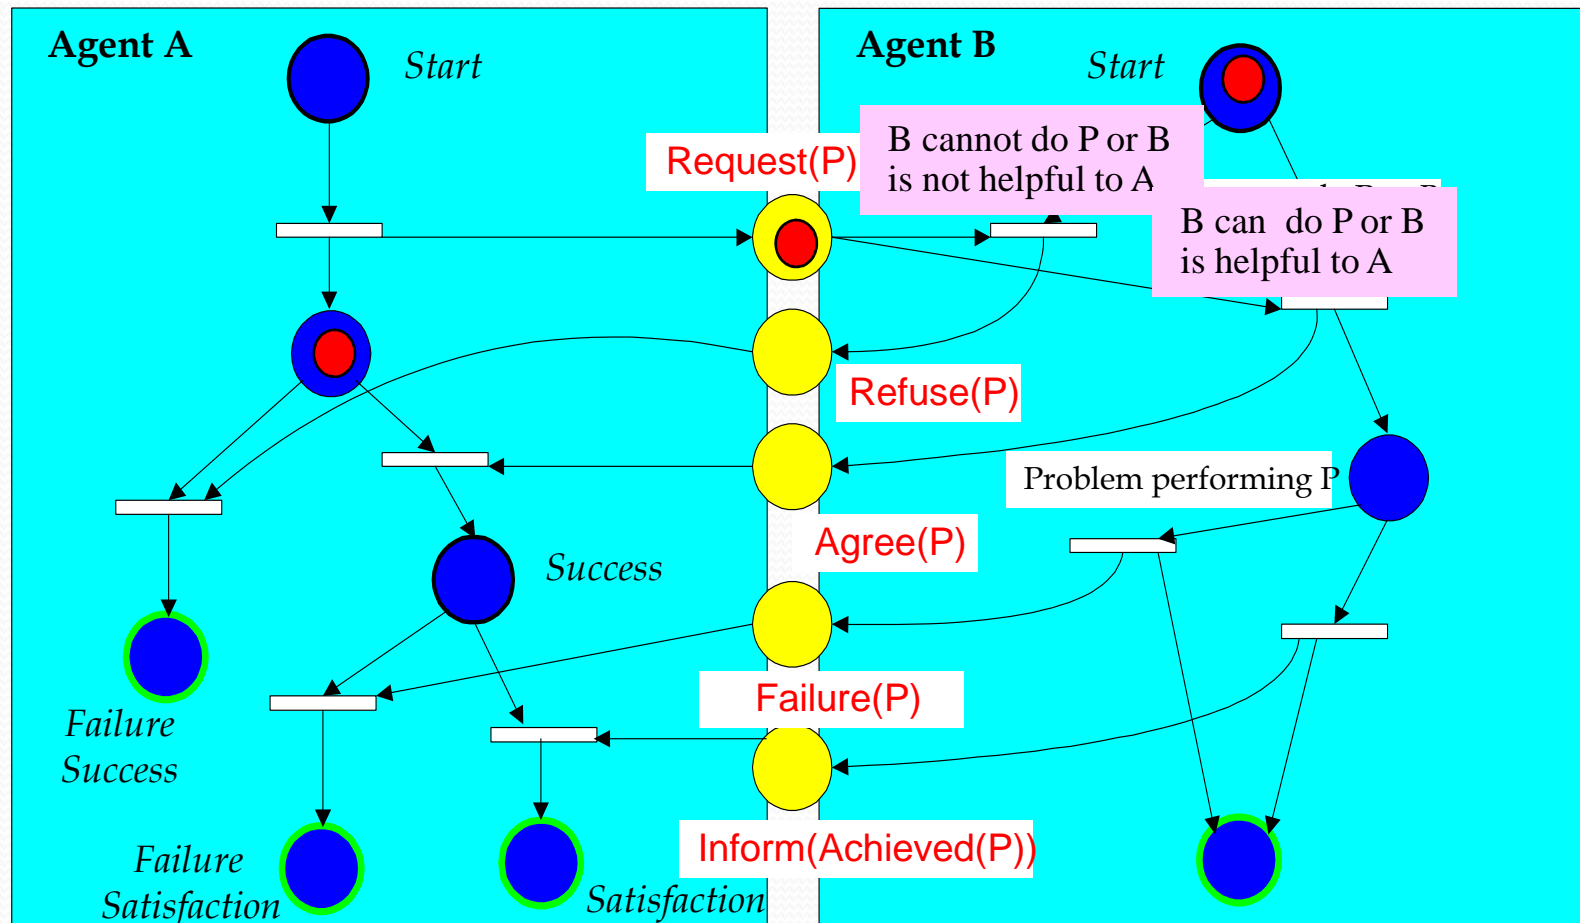 Agent A
Start
Agent B
Start
Request(P)
B cannot do P or B
is not helpful to A
B can do P or B
is helpful to A
Refuse(P)
Problem performing P
Agree(P)
Success
Failure(P)
Failure
Success
Inform(Achieved(P))
Failure
Satisfaction
Satisfaction